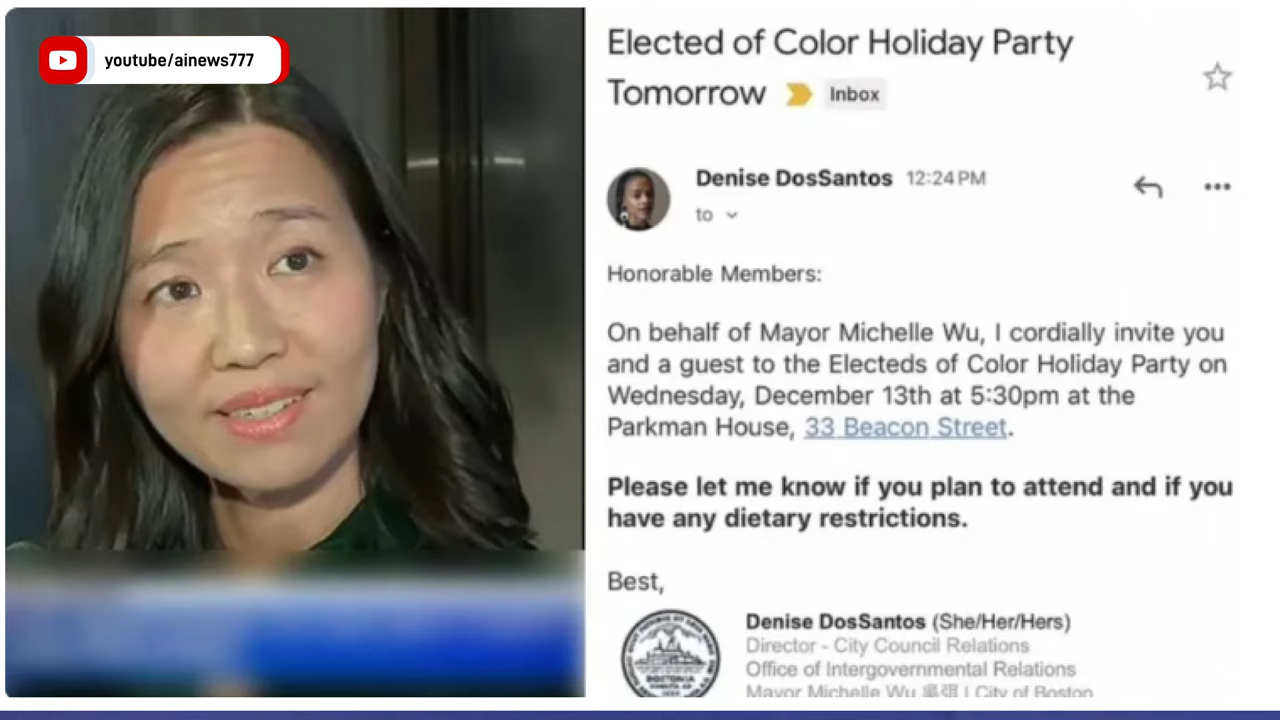 youtube/ainews777
Elected of Color Holiday Party
Tomorrow Inbox
Denise DosSantos 12:24 PM
to
Honorable Members:
On behalf of Mayor Michelle Wu, I cordially invite you
and a guest to the Electeds of Color Holiday Party on
Wednesday, December 13th at 5:30pm at the
Parkman House, 33 Beacon Street.
Please let me know if you plan to attend and if you
have any dietary restrictions.
Best,
Denise DosSantos (She/Her/Hers)
Director - City Council Relations
Office of Intergovernmental Relations
Mayor Michelle Wu 吳弭 | City of Boston
BOSTONIA